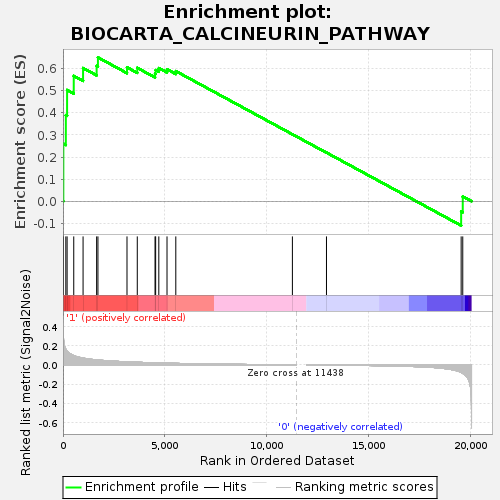 Enrichment plot:
BIOCARTA_CALCINEURIN_PATHWAY
Enrichment score (ES)
0.6
0.5
0.4
0.3
0.2
0.1
0.0
-0.1
'1' (positively correlated)
Ranked list metric (Signal2Noise)
0.4
0.2
0.0
-0.2
-0.4
-0.6
Zero cross at 11438
'0' (negatively correlated)
0
5,000
10,000
15,000
20,000
Rank in Ordered Dataset
Enrichment profile
Hits
Ranking metric scores